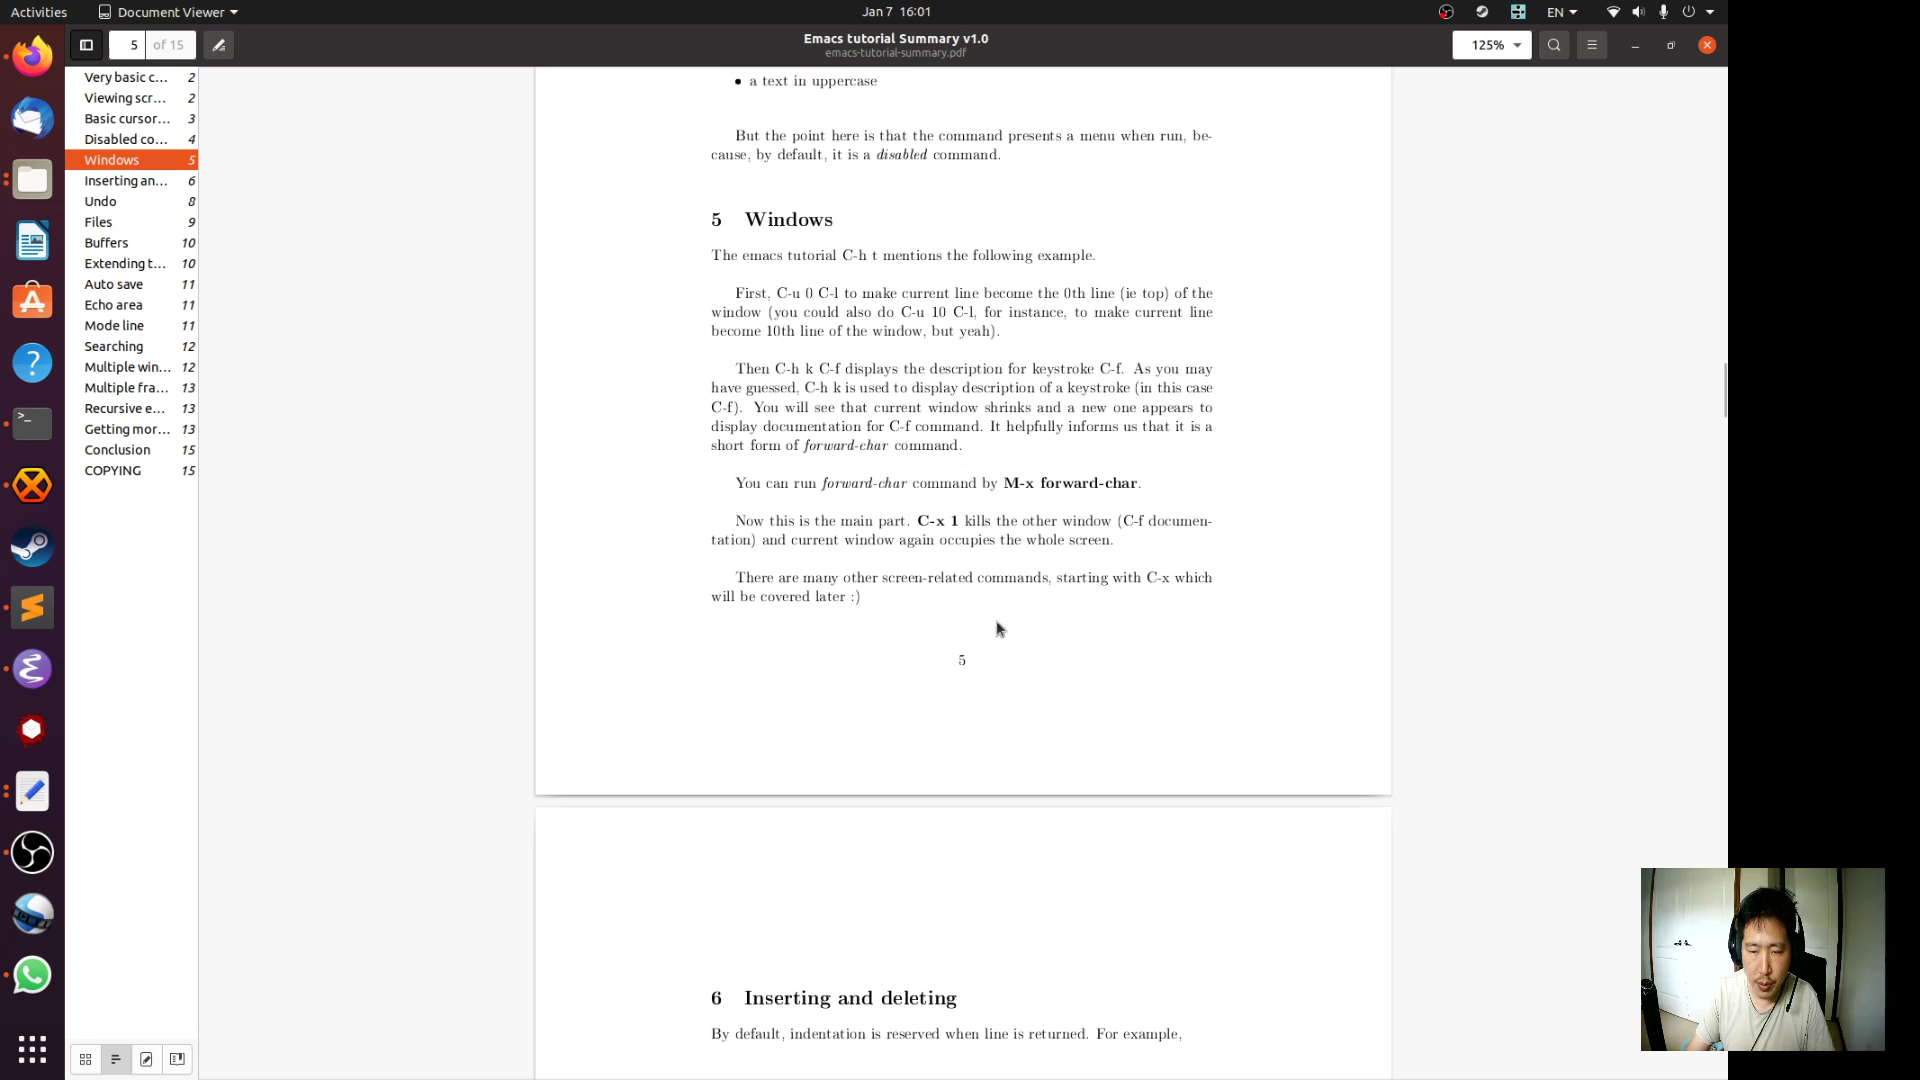 Activities
Document Viewer
Jan 7 16:01
EN
5 of 15
Emacs tutorial Summary v1.0
emacs-tutorial-summary.pdf
125%
Very basic c... 2
Viewing scr... 2
Basic cursor... 3
Disabled co... 4
Windows 5
Inserting an... 6
Undo 8
Files 9
Buffers 10
Extending t... 10
Auto save 11
Echo area 11
Mode line 11
Searching 12
Multiple win... 12
Multiple fra... 13
Recursive e... 13
Getting mor... 13
Conclusion 15
COPYING 15
• a text in uppercase
But the point here is that the command presents a menu when run, be-
cause, by default, it is a disabled command.
5 Windows
The emacs tutorial C-h t mentions the following example.
First, C-u 0 C-l to make current line become the 0th line (ie top) of the
window (you could also do C-u 10 C-l, for instance, to make current line
become 10th line of the window, but yeah).
Then C-h k C-f displays the description for keystroke C-f. As you may
have guessed, C-h k is used to display description of a keystroke (in this case
C-f). You will see that current window shrinks and a new one appears to
display documentation for C-f command. It helpfully informs us that it is a
short form of forward-char command.
You can run forward-char command by M-x forward-char.
Now this is the main part. C-x 1 kills the other window (C-f documen-
tation) and current window again occupies the whole screen.
There are many other screen-related commands, starting with C-x which
will be covered later :)
5
6 Inserting and deleting
By default, indentation is reserved when line is returned. For example,